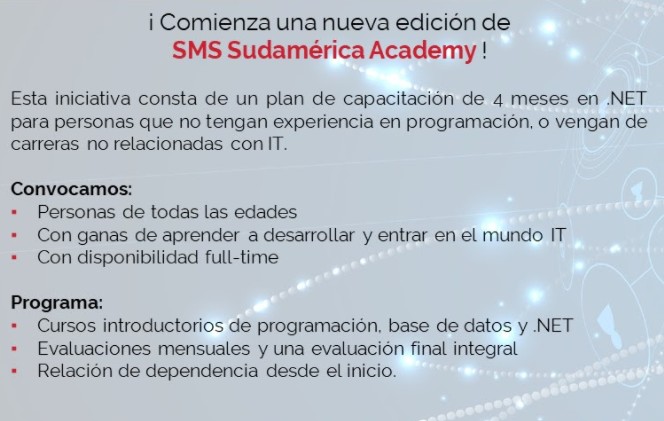 ¡ Comienza una nueva edición de
SMS Sudamérica Academy !
Esta iniciativa consta de un plan de capacitación de 4 meses en .NET
para personas que no tengan experiencia en programación, o vengan de
carreras no relacionadas con IT.
Convocamos:
▪ Personas de todas las edades
▪ Con ganas de aprender a desarrollar y entrar en el mundo IT
▪ Con disponibilidad full-time
Programa:
▪ Cursos introductorios de programación, base de datos y .NET
▪ Evaluaciones mensuales y una evaluación final integral
▪ Relación de dependencia desde el inicio.